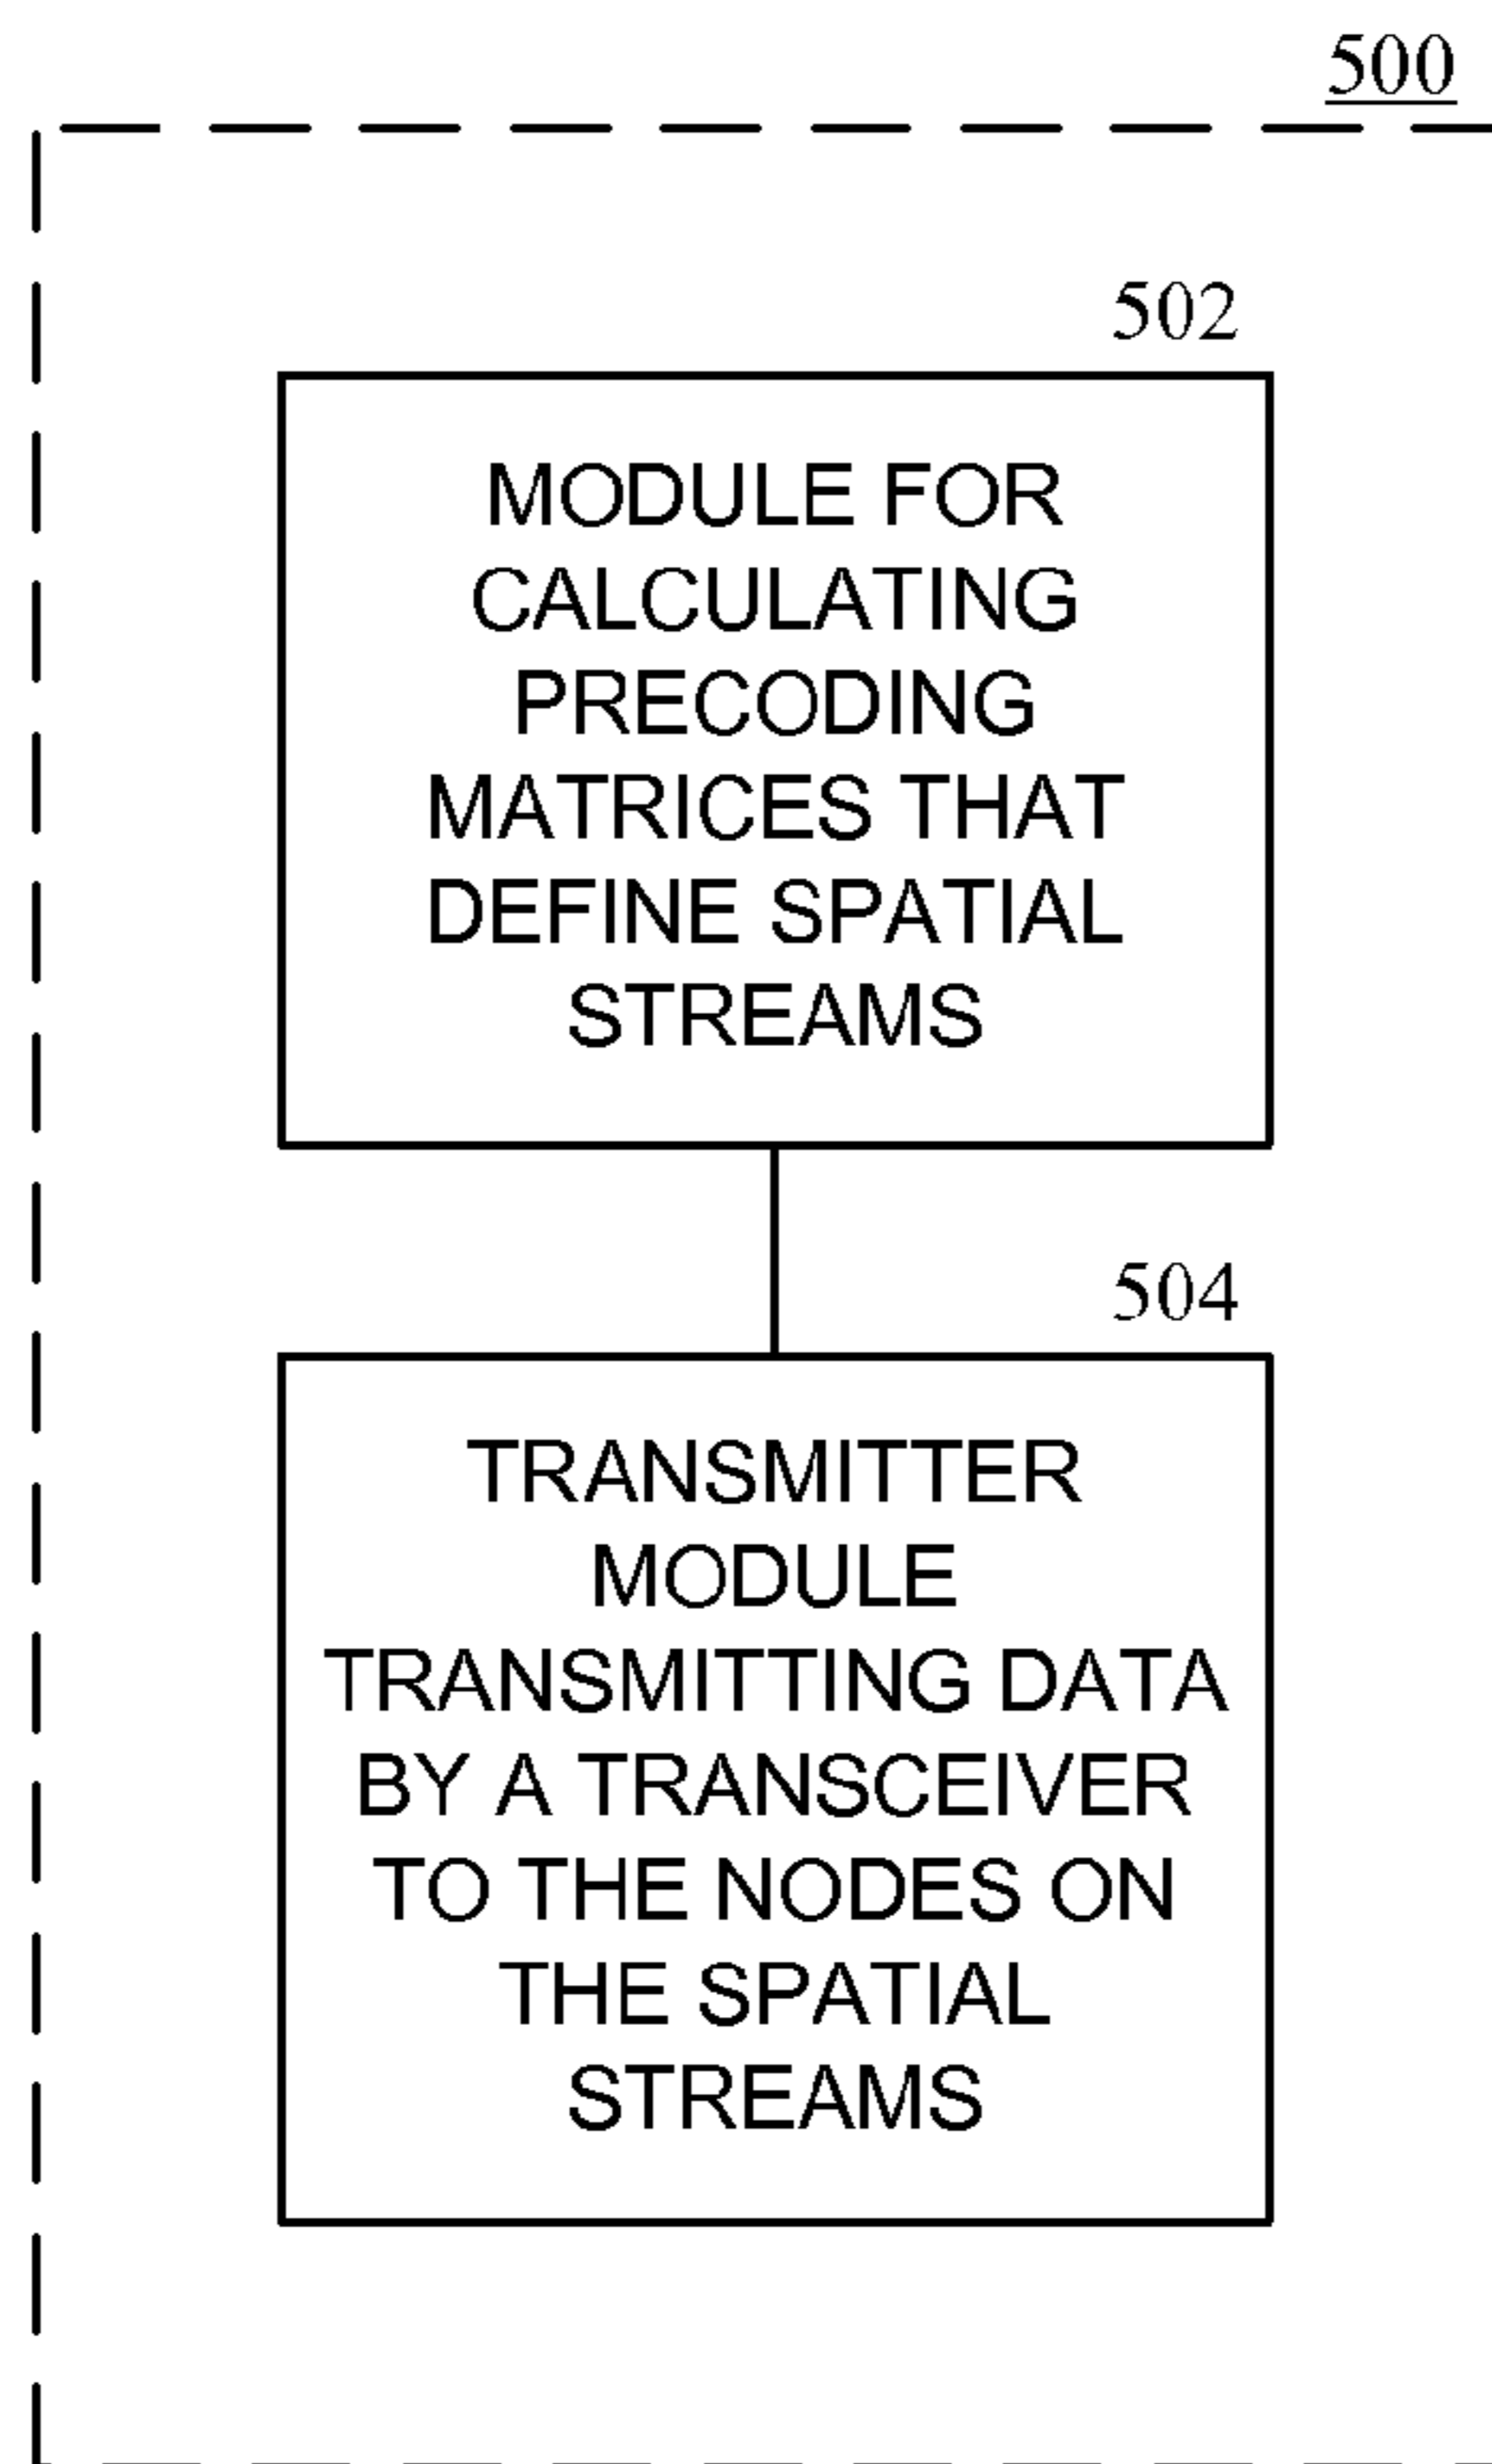 500
502
MODULE FOR
CALCULATING
PRECODING
MATRICES THAT
DEFINE SPATIAL
STREAMS
504
TRANSMITTER
MODULE
TRANSMITTING DATA
BY A TRANSCEIVER
TO THE NODES ON
THE SPATIAL
STREAMS